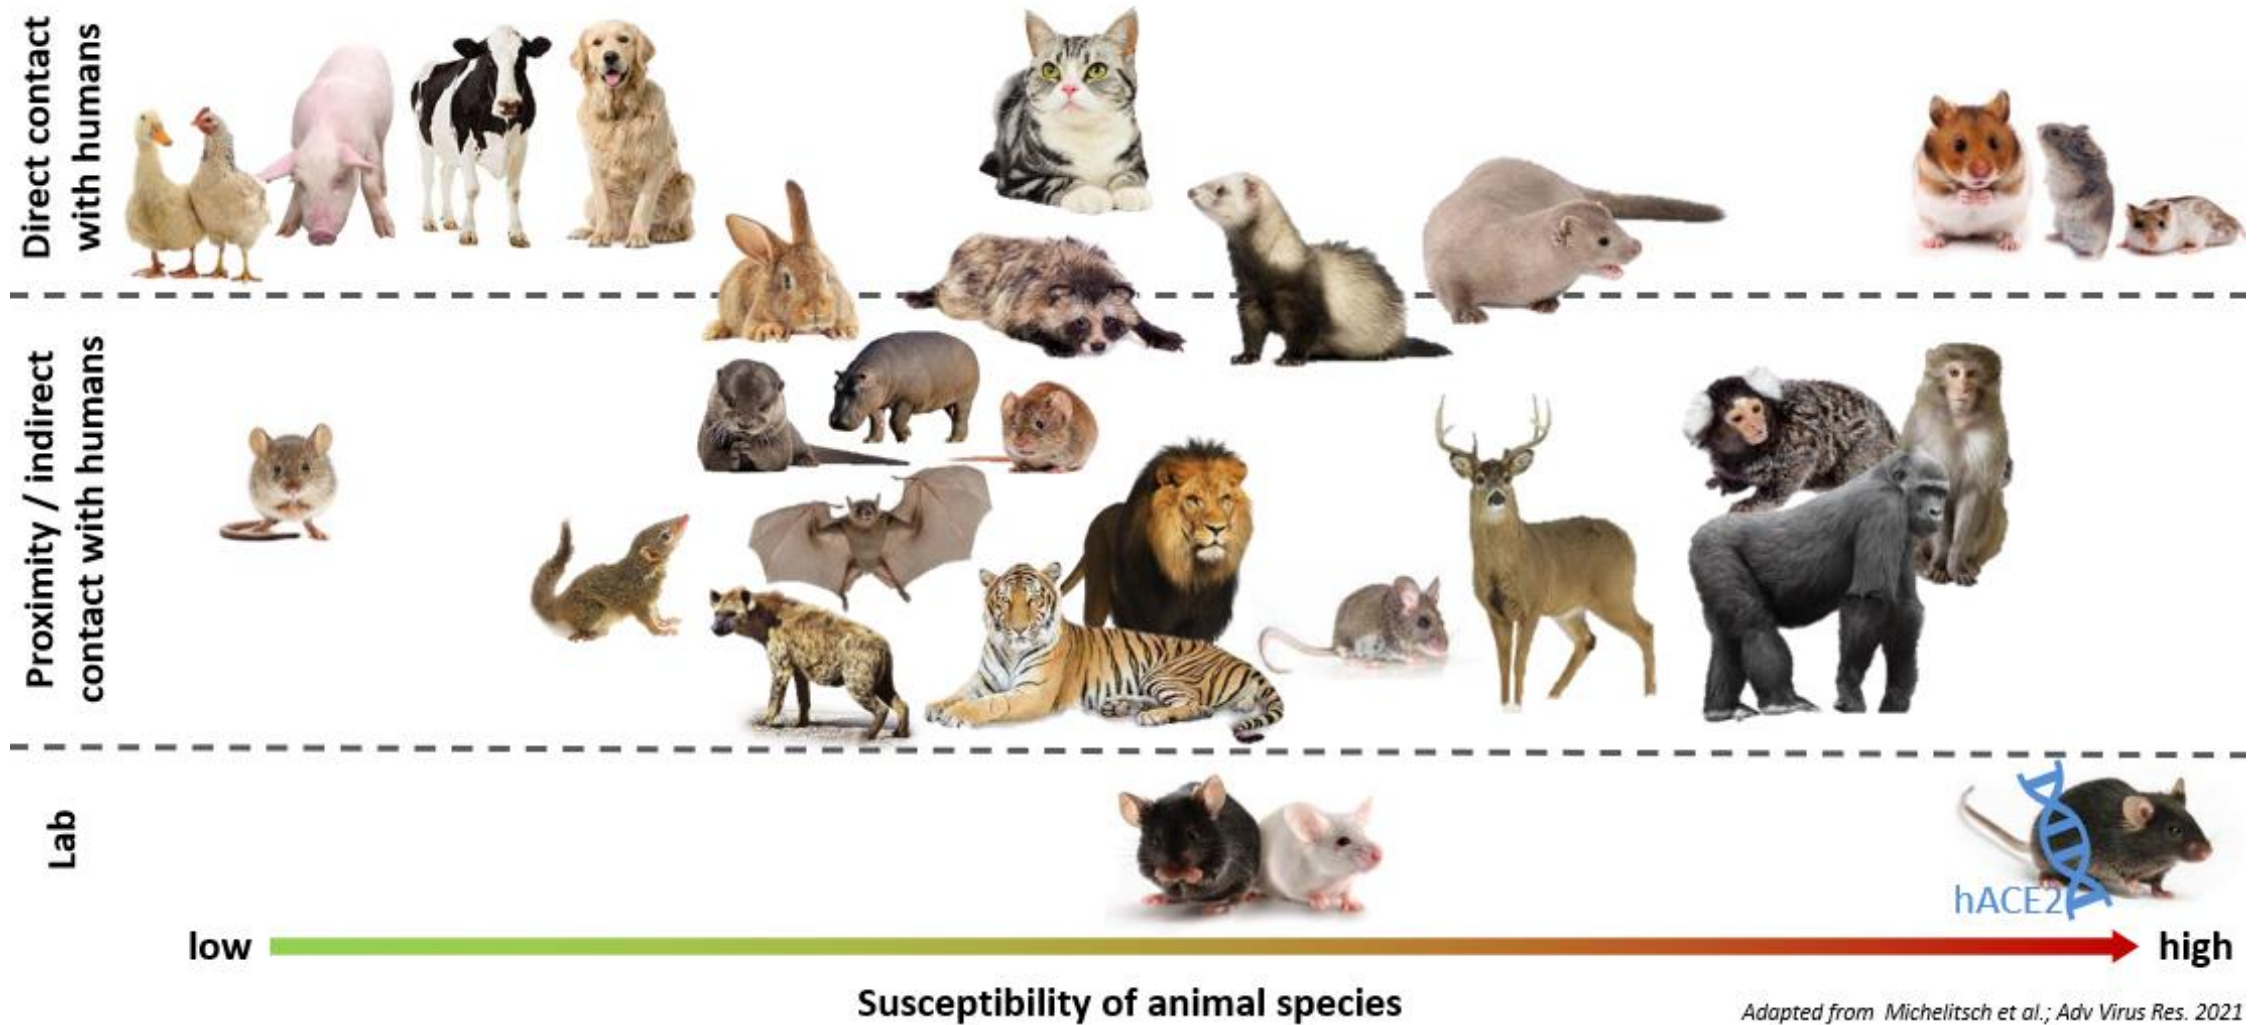 Direct contact
with humans
Proximity / indirect
contact with humans
Lab
hACE2
low
high
Susceptibility of animal species
Adapted from Michelitsch et al.; Adv Virus Res. 2021